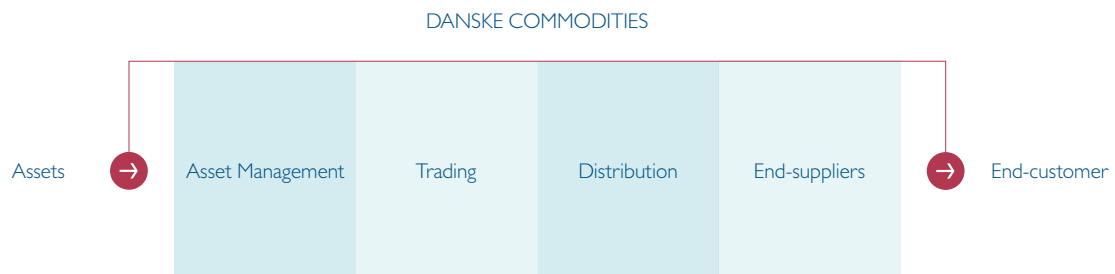 DANSKE COMMODITIES
Assets
Asset Management
Trading
Distribution
End-suppliers
End-customer